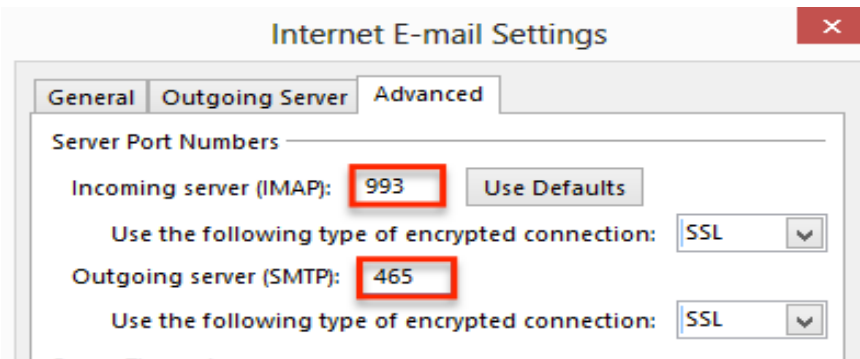 Internet E-mail Settings
General Outgoing Server Advanced
Server Port Numbers
Incoming server (IMAP): 993 Use Defaults
Use the following type of encrypted connection: SSL
Outgoing server (SMTP): 465
Use the following type of encrypted connection: SSL